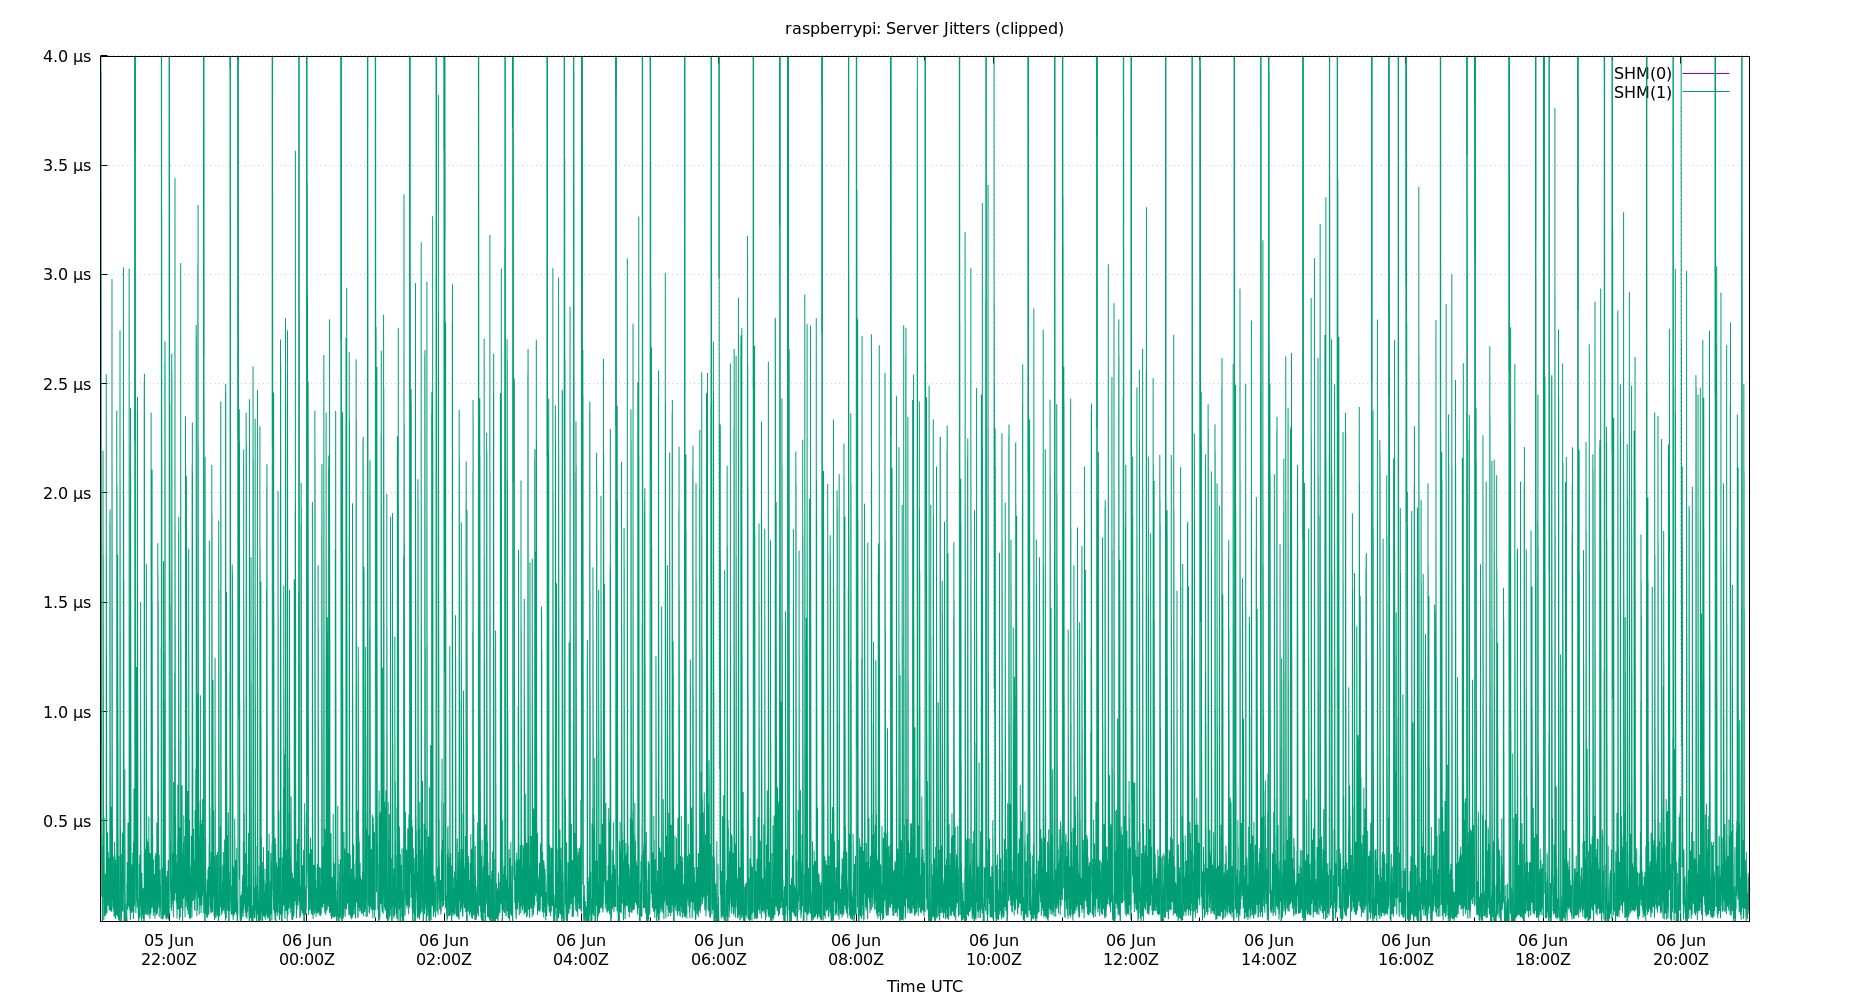 raspberrypi: Server Jitters (clipped)
4.0 µs
3.5 µs
3.0 µs
2.5 µs
2.0 µs
1.5 µs
1.0 µs
0.5 µs
SHM(0)
SHM(1)
05 Jun 06 Jun 06 Jun 06 Jun 06 Jun 06 Jun 06 Jun 06 Jun 06 Jun 06 Jun 06 Jun 06 Jun
22:00Z 00:00Z 02:00Z 04:00Z 06:00Z 08:00Z 10:00Z 12:00Z 14:00Z 16:00Z 18:00Z 20:00Z
Time UTC